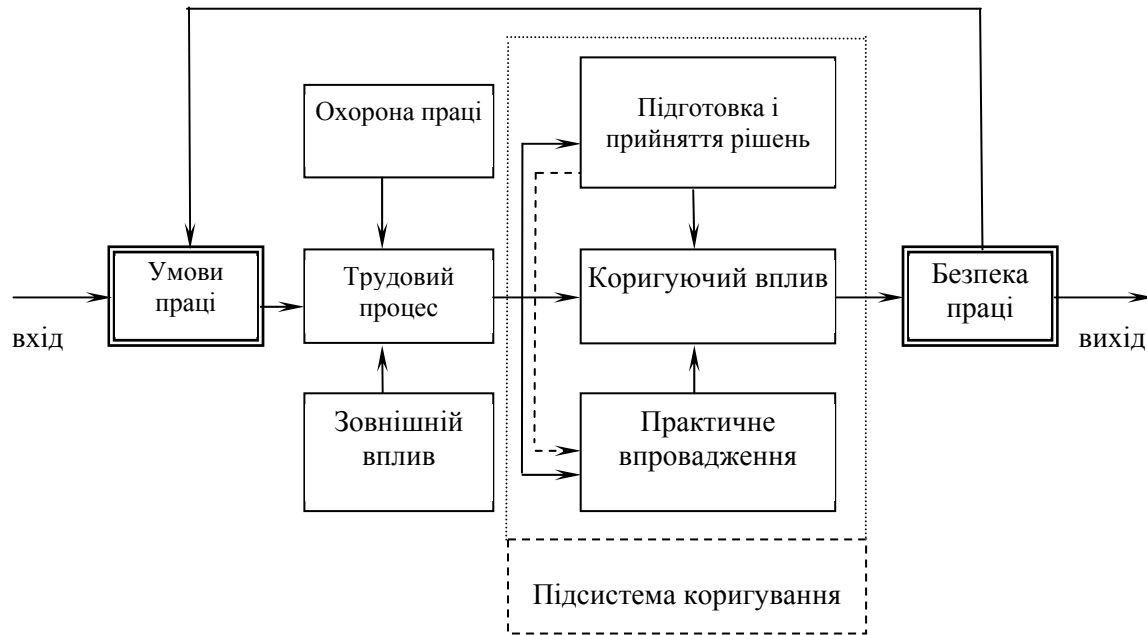 Охорона праці
Підготовка і
прийняття рішень
Умови
праці
Трудовий
процес
Коригуючий вплив
Безпека
праці
вхід
вихід
Зовнішній
вплив
Практичне
впровадження
Підсистема коригування